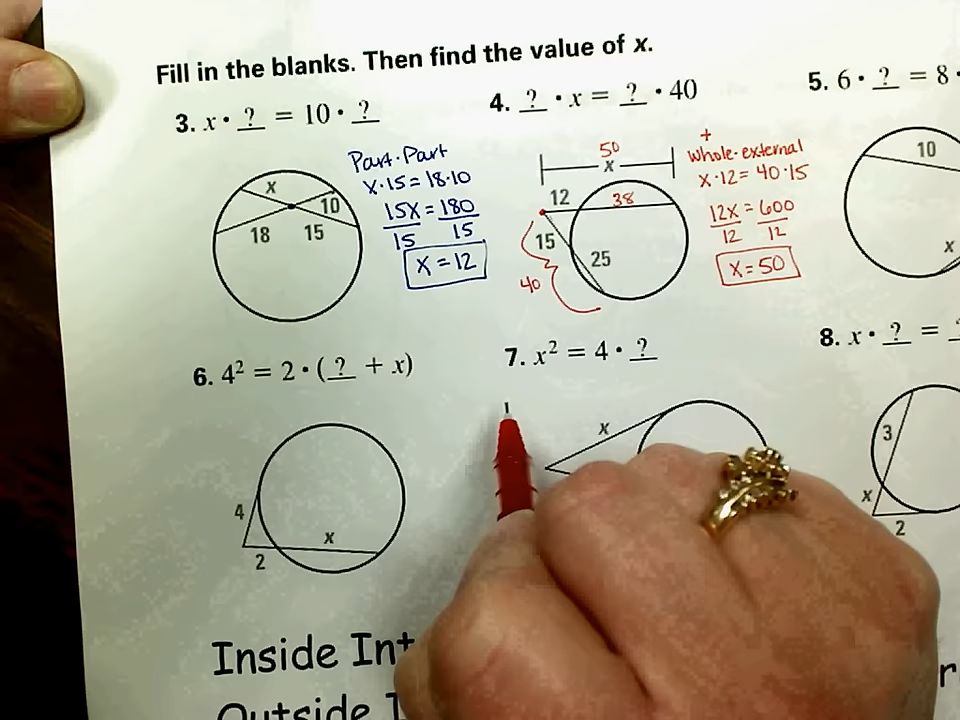 Fill in the blanks. Then find the value of x.
3. x · ? = 10 · ?
4. ? · x = ? · 40
5. 6 · ? = 8 ·
x
10
18
15
Part·Part
x·15=18·10
15x = 180
15 15
x = 12
50
x
12
38
15
25
40
+
whole·external
x·12=40·15
12x = 600
12 12
x = 50
10
x
6. 4² = 2 · (? + x)
7. x² = 4 · ?
8. x · ? =
4
x
2
x
3
x
2
Inside Int
Outside